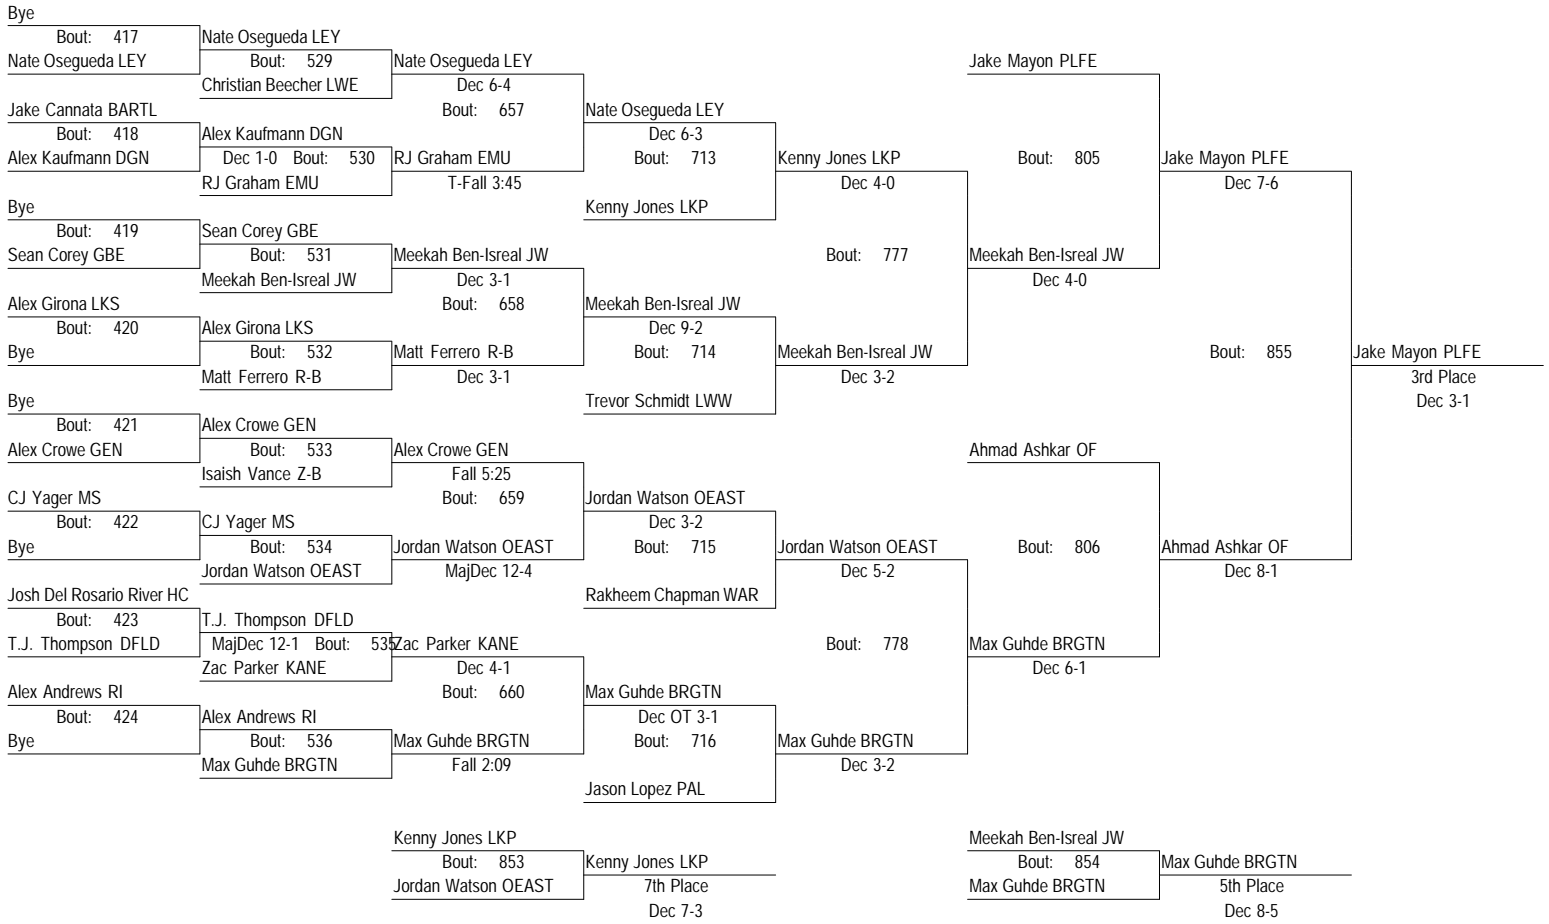 Bye
Bout: 417
Nate Osegueda LEY
Nate Osegueda LEY
Bout: 529
Nate Osegueda LEY
Jake Mayon PLFE
Christian Beecher LWE
Dec 6-4
Jake Cannata BARTL
Bout: 657
Nate Osegueda LEY
Bout: 418
Alex Kaufmann DGN
Dec 6-3
Alex Kaufmann DGN
Dec 1-0 Bout: 530
RJ Graham EMU
Bout: 713
Kenny Jones LKP
Bout: 805
Jake Mayon PLFE
RJ Graham EMU
T-Fall 3:45
Dec 4-0
Dec 7-6
Bye
Kenny Jones LKP
Bout: 419
Sean Corey GBE
Sean Corey GBE
Bout: 531
Meekah Ben-Isreal JW
Bout: 777
Meekah Ben-Isreal JW
Meekah Ben-Isreal JW
Dec 3-1
Dec 4-0
Alex Girona LKS
Bout: 658
Meekah Ben-Isreal JW
Bout: 420
Alex Girona LKS
Dec 9-2
Bye
Bout: 532
Matt Ferrero R-B
Bout: 714
Meekah Ben-Isreal JW
Bout: 855
Jake Mayon PLFE
Matt Ferrero R-B
Dec 3-1
Dec 3-2
3rd Place
Bye
Trevor Schmidt LWW
Dec 3-1
Bout: 421
Alex Crowe GEN
Alex Crowe GEN
Bout: 533
Alex Crowe GEN
Ahmad Ashkar OF
Isaish Vance Z-B
Fall 5:25
CJ Yager MS
Bout: 659
Jordan Watson OEAST
Bout: 422
CJ Yager MS
Dec 3-2
Bye
Bout: 534
Jordan Watson OEAST
Bout: 715
Jordan Watson OEAST
Bout: 806
Ahmad Ashkar OF
Jordan Watson OEAST
MajDec 12-4
Dec 5-2
Dec 8-1
Josh Del Rosario River HC
Rakheem Chapman WAR
Bout: 423
T.J. Thompson DFLD
T.J. Thompson DFLD
MajDec 12-1 Bout: 535
Zac Parker KANE
Bout: 778
Max Guhde BRGTN
Zac Parker KANE
Dec 4-1
Dec 6-1
Alex Andrews RI
Bout: 660
Max Guhde BRGTN
Bout: 424
Alex Andrews RI
Dec OT 3-1
Bye
Bout: 536
Max Guhde BRGTN
Bout: 716
Max Guhde BRGTN
Max Guhde BRGTN
Fall 2:09
Dec 3-2
Jason Lopez PAL
Kenny Jones LKP
Meekah Ben-Isreal JW
Bout: 853
Kenny Jones LKP
Bout: 854
Max Guhde BRGTN
Jordan Watson OEAST
7th Place
Max Guhde BRGTN
5th Place
Dec 7-3
Dec 8-5